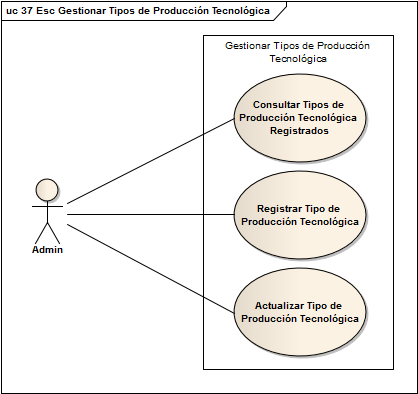 uc 37 Esc Gestionar Tipos de Producción Tecnológica
Gestionar Tipos de Producción
Tecnológica
Consultar Tipos de
Producción Tecnológica
Registrados
Registrar Tipo de
Producción Tecnológica
Admin
Actualizar Tipo de
Producción Tecnológica